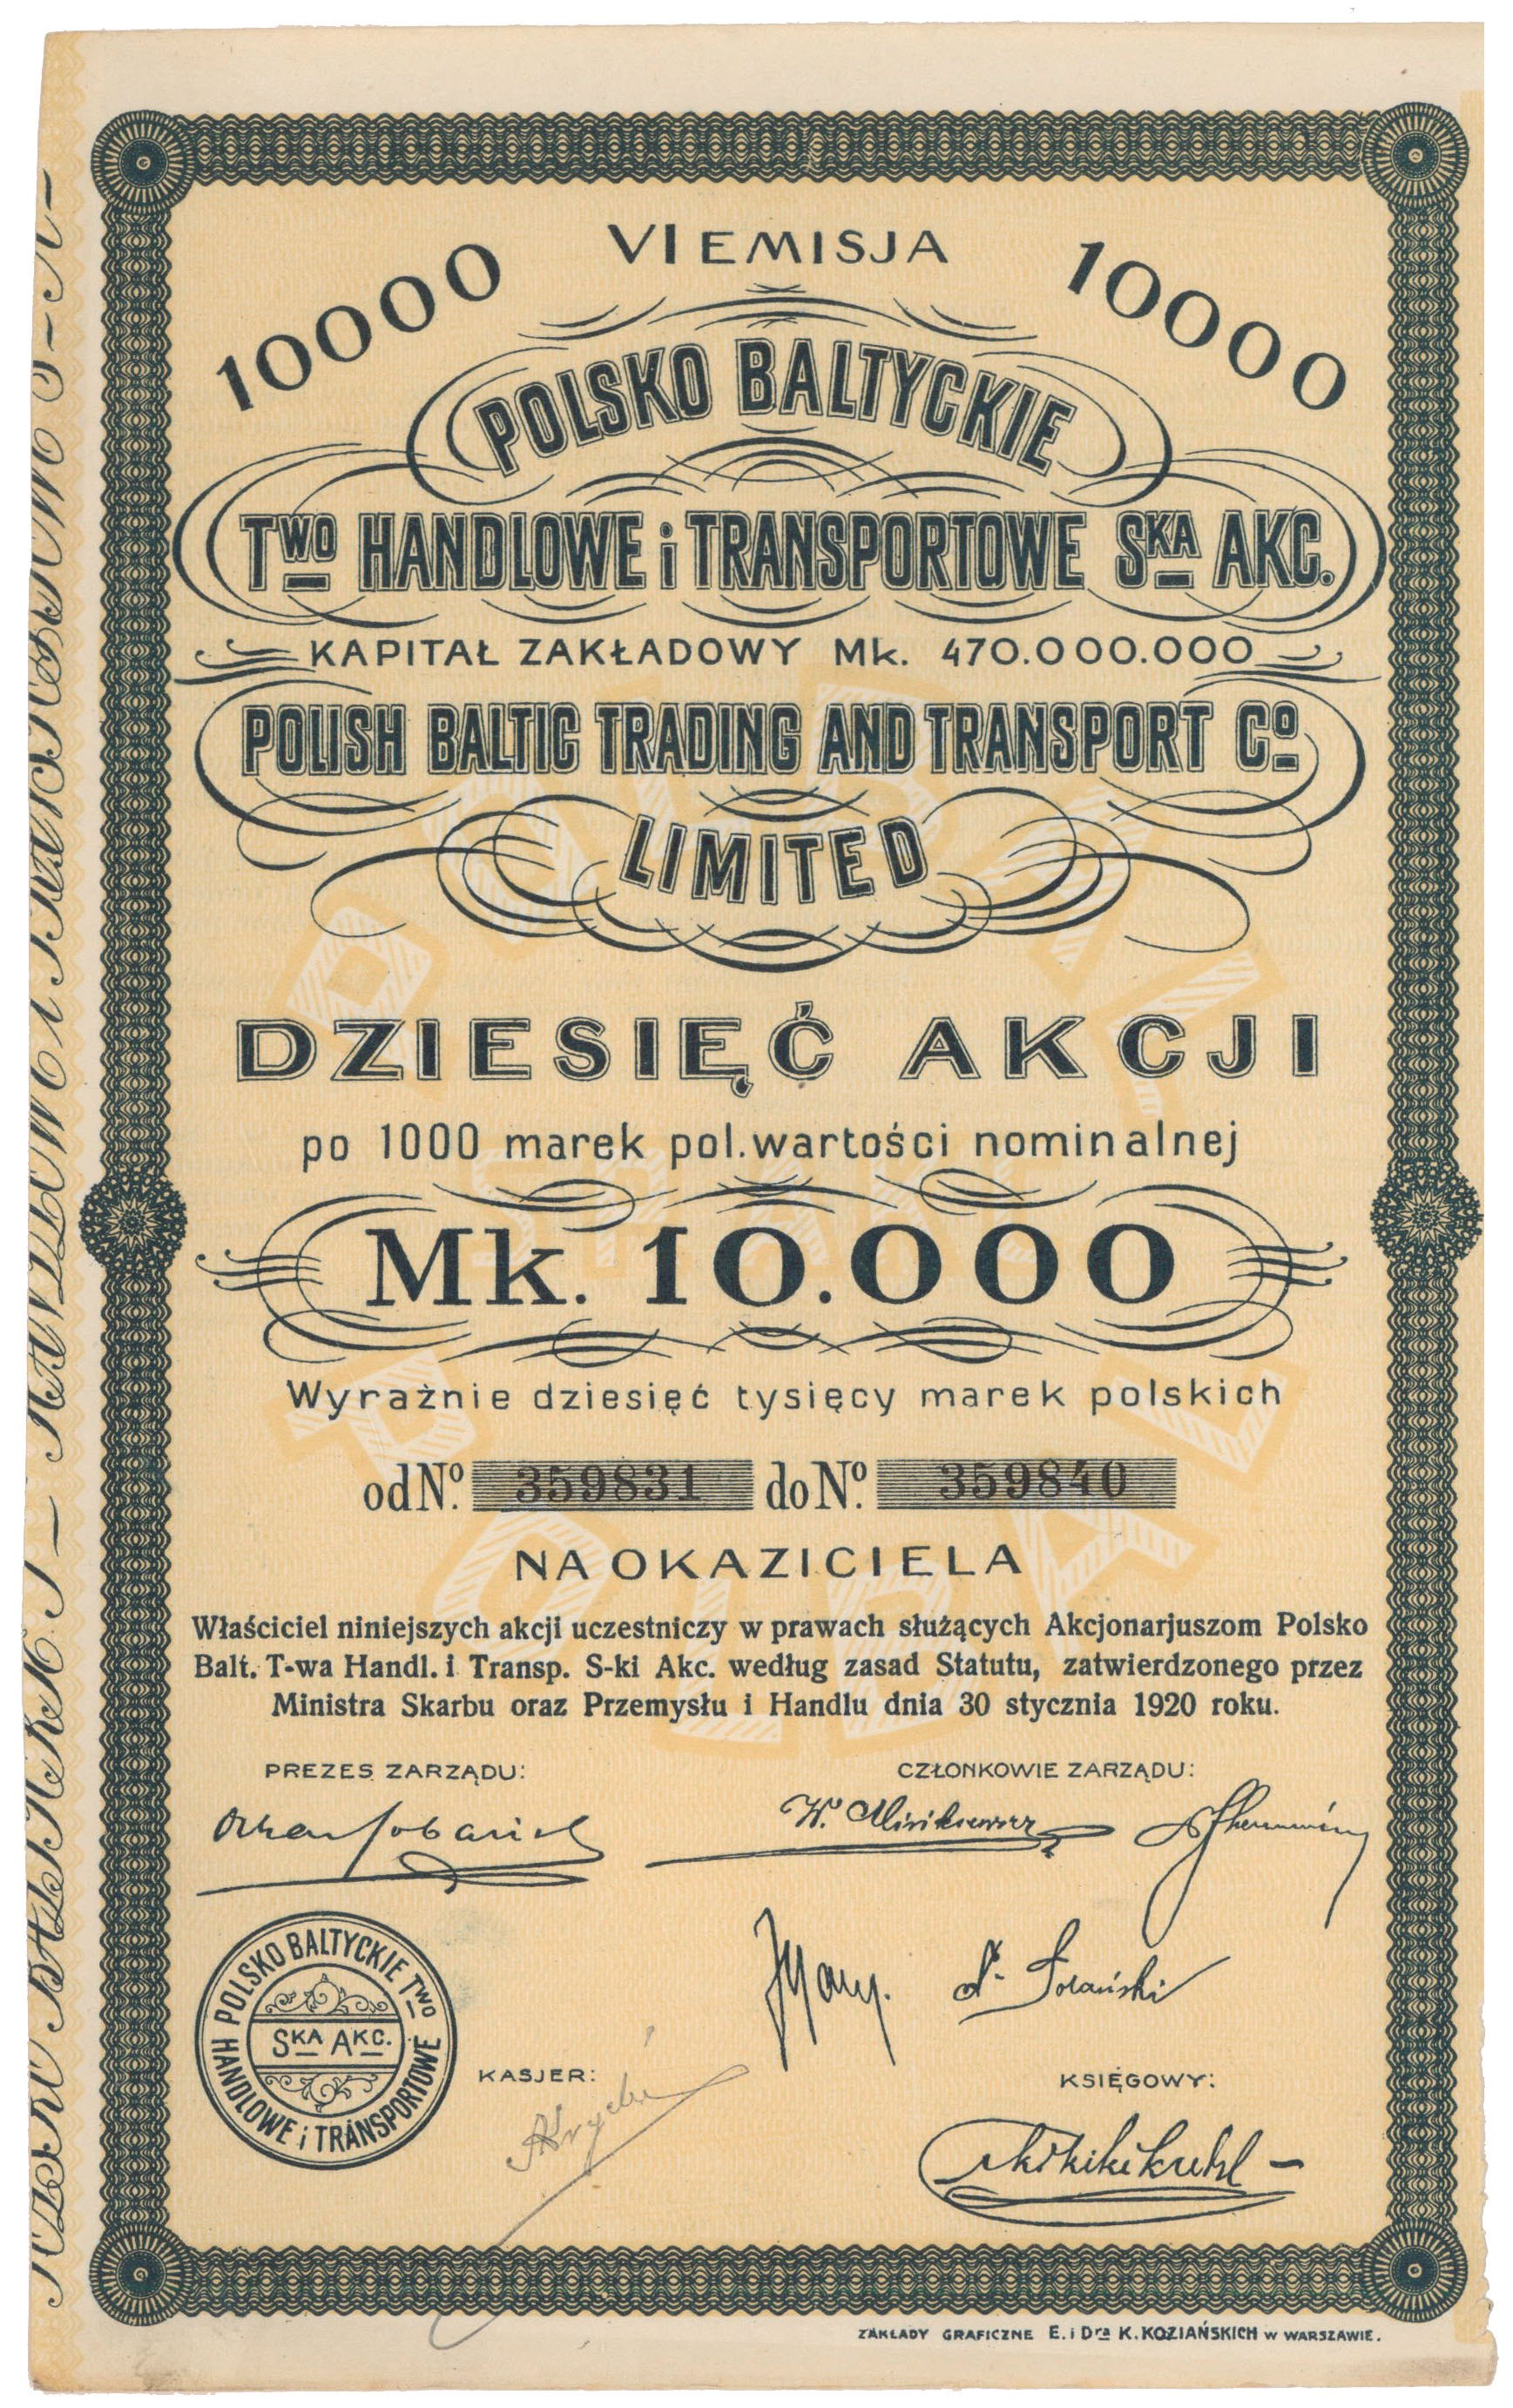 VI EMISJA
10000 10000
POLSKO BALTYCKIE
TWO HANDLOWE i TRANSPORTOWE SKA AKC.
KAPITAŁ ZAKŁADOWY Mk. 470.000.000
POLISH BALTIC TRADING AND TRANSPORT Co
LIMITED
DZIESIĘĆ AKCJI
po 1000 marek pol. wartości nominalnej
Mk. 10.000
Wyraźnie dziesięć tysięcy marek polskich
od No. 359831 do No. 359840
NA OKAZICIELA
Właściciel niniejszych akcji uczestniczy w prawach służących Akcjonarjuszom Polsko
Balt. T-wa Handl. i Transp. S-ki Akc. według zasad Statutu, zatwierdzonego przez
Ministra Skarbu oraz Przemysłu i Handlu dnia 30 stycznia 1920 roku.
PREZES ZARZĄDU: CZŁONKOWIE ZARZĄDU:
POLSKO BALTYCKIE TWO
HANDLOWE i TRANSPORTOWE
SKA AKC.
KASJER: KSIĘGOWY:
ZAKŁADY GRAFICZNE E. i Dra K. KOZIAŃSKICH W WARSZAWIE.